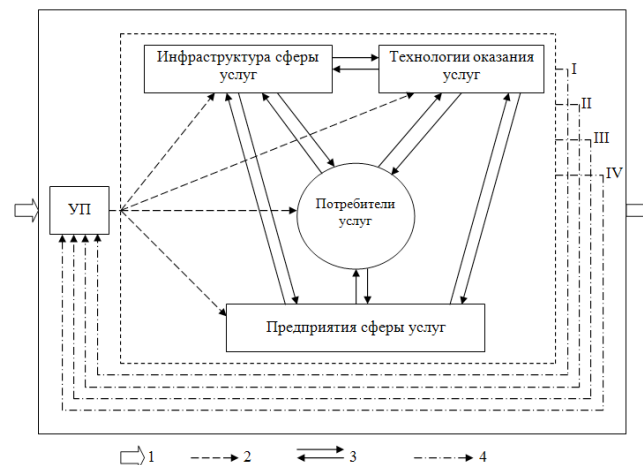 Инфраструктура сферы
услуг
Технологии оказания
услуг
I
II
III
IV
УП
Потребители
услуг
Предприятия сферы услуг
1
2
3
4